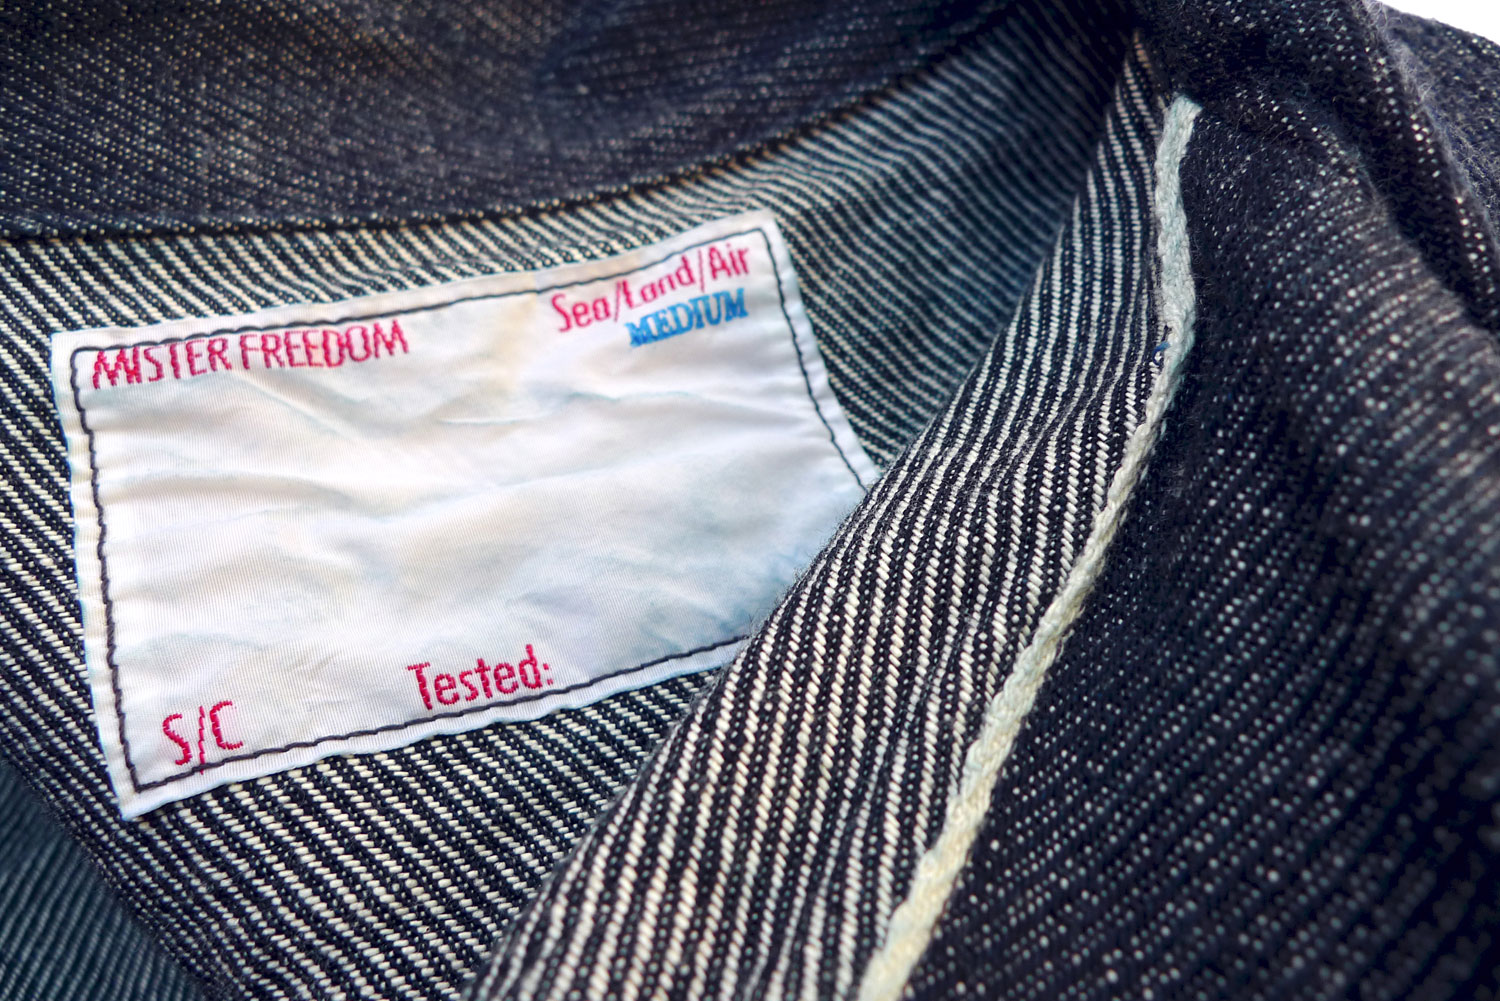 MISTER FREEDOM
Sea/Land/Air
MEDIUM
Tested:
S/C